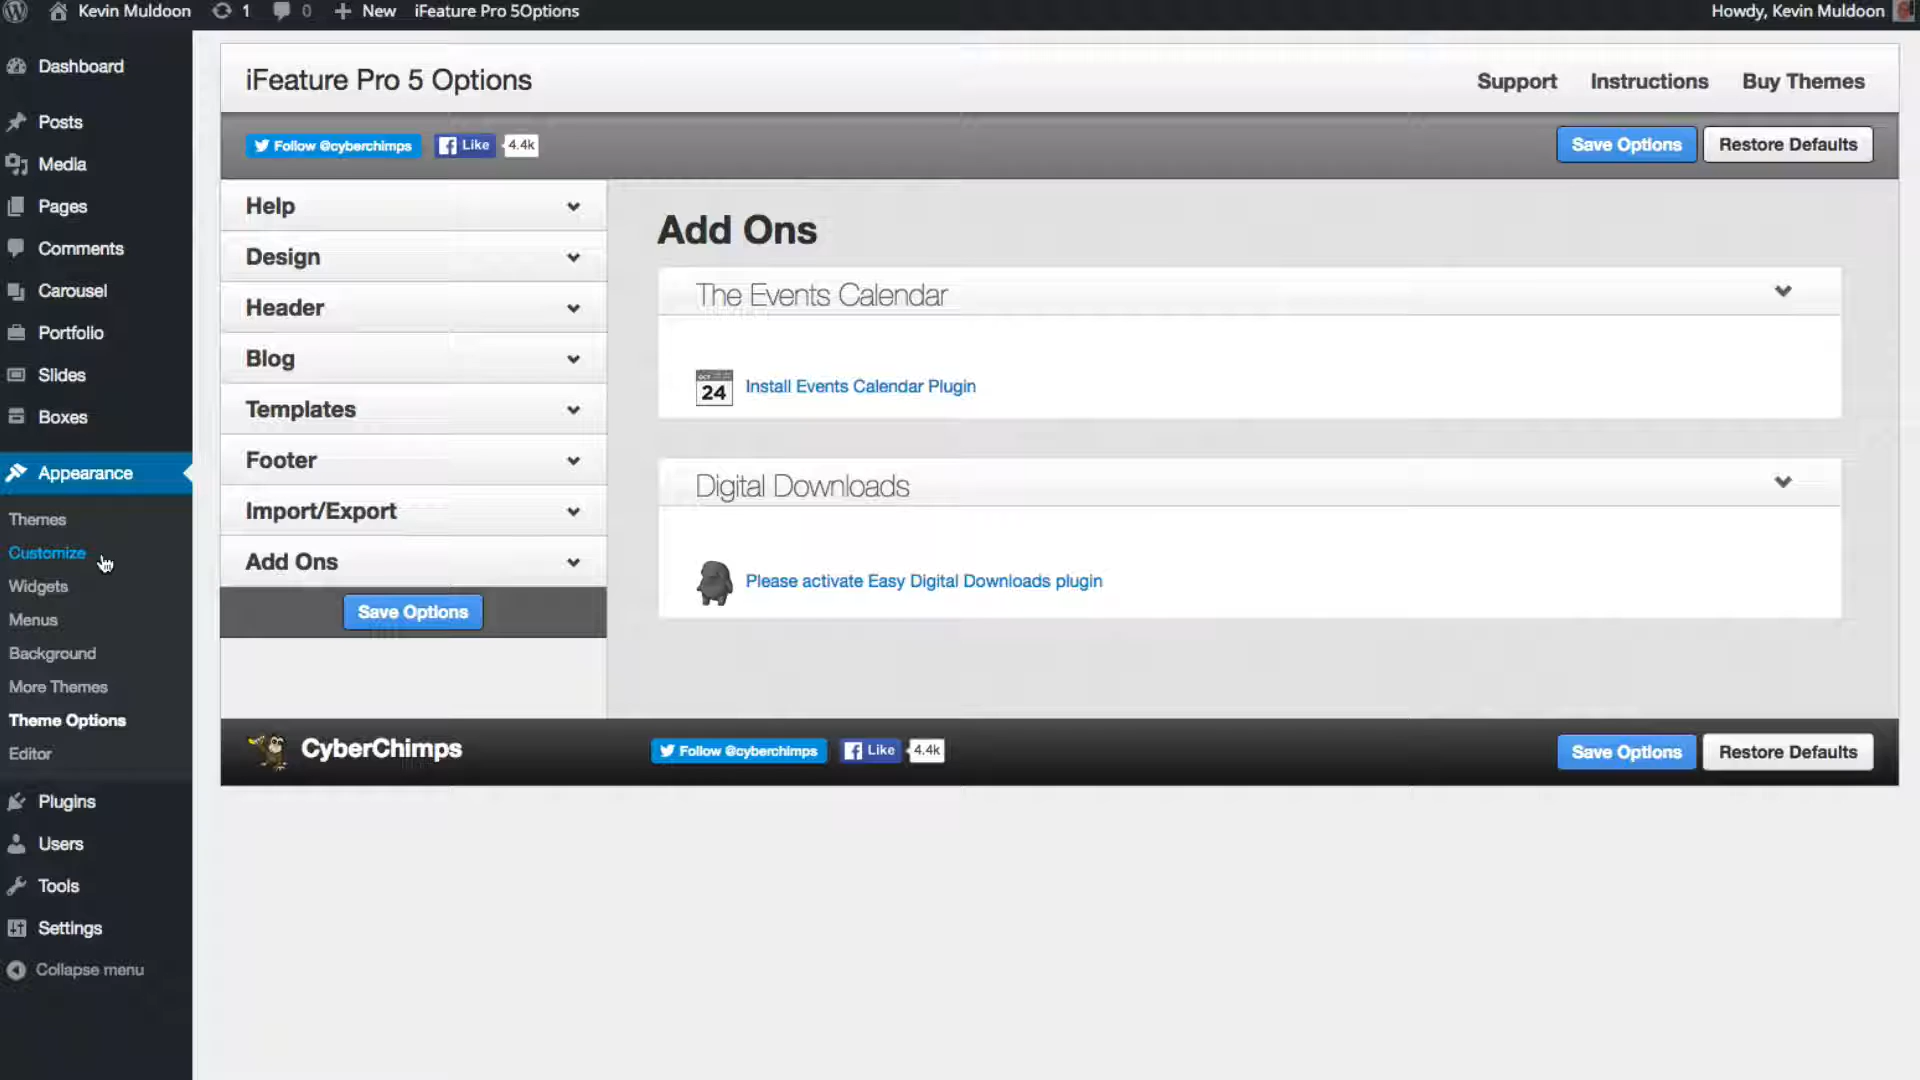 Kevin Muldoon 1 0 New iFeature Pro 5Options Howdy, Kevin Muldoon
Dashboard
Posts
Media
Pages
Comments
Carousel
Portfolio
Slides
Boxes
Appearance
Themes
Customize
Widgets
Menus
Background
More Themes
Theme Options
Editor
Plugins
Users
Tools
Settings
Collapse menu
iFeature Pro 5 Options Support Instructions Buy Themes
Follow @cyberchimps Like 4.4k Save Options Restore Defaults
Help
Design
Header
Blog
Templates
Footer
Import/Export
Add Ons
Save Options
Add Ons
The Events Calendar
24 Install Events Calendar Plugin
Digital Downloads
Please activate Easy Digital Downloads plugin
CyberChimps Follow @cyberchimps Like 4.4k Save Options Restore Defaults